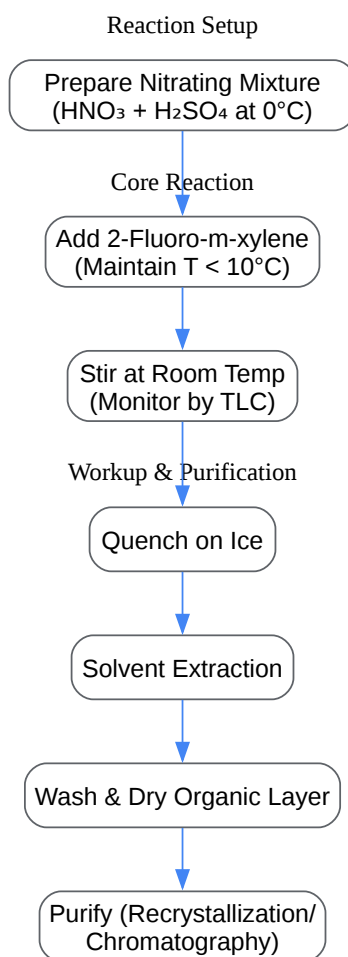 Reaction Setup
Prepare Nitrating Mixture
(HNO₃ + H₂SO₄ at 0°C)
Core Reaction
Add 2-Fluoro-m-xylene
(Maintain T < 10°C)
Stir at Room Temp
(Monitor by TLC)
Workup & Purification
Quench on Ice
Solvent Extraction
Wash & Dry Organic Layer
Purify (Recrystallization/
Chromatography)